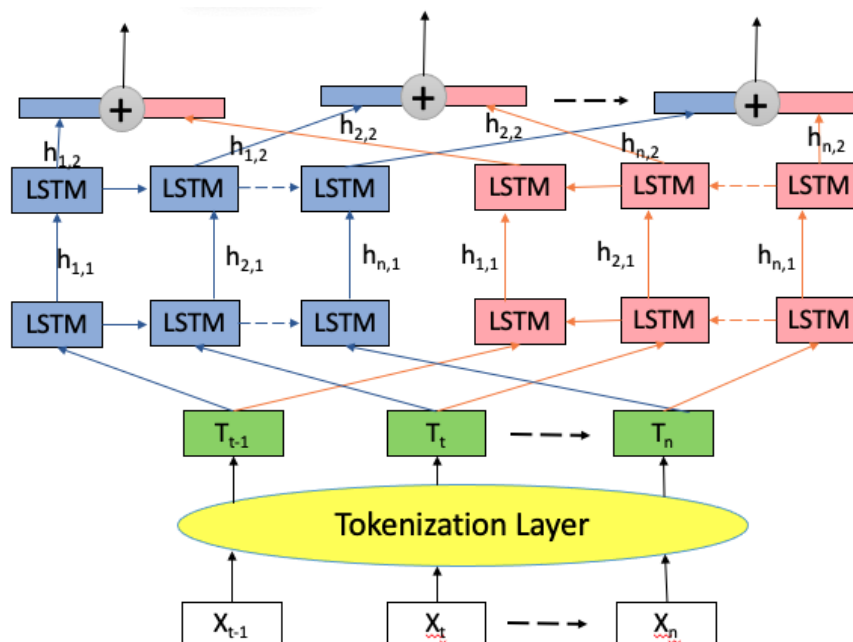 + + +
h1,2 h1,2 h2,2 h2,2 hn,2 hn,2
LSTM LSTM LSTM LSTM LSTM LSTM
h1,1 h2,1 hn,1 h1,1 h2,1 hn,1
LSTM LSTM LSTM LSTM LSTM LSTM
Tt-1 Tt Tn
Tokenization Layer
Xt-1 Xt Xn